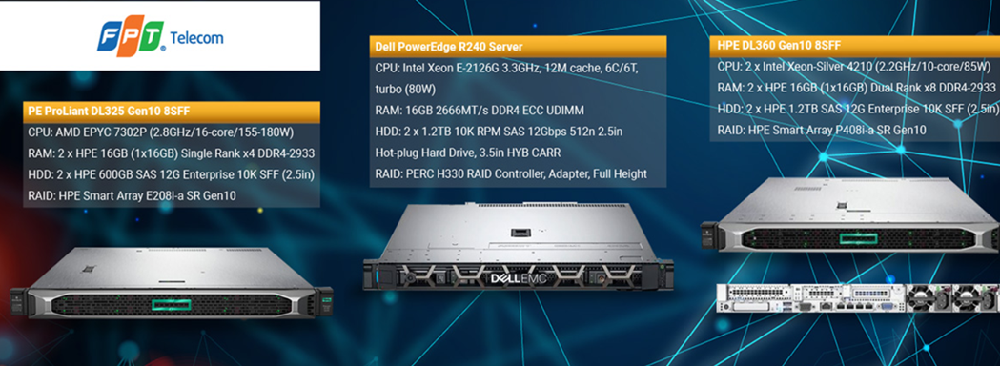 FPT Telecom
PE ProLiant DL325 Gen10 8SFF
CPU: AMD EPYC 7302P (2.8GHz/16-core/155-180W)
RAM: 2 x HPE 16GB (1x16GB) Single Rank x4 DDR4-2933
HDD: 2 x HPE 600GB SAS 12G Enterprise 10K SFF (2.5in)
RAID: HPE Smart Array E208i-a SR Gen10
Dell PowerEdge R240 Server
CPU: Intel Xeon E-2126G 3.3GHz, 12M cache, 6C/6T,
turbo (80W)
RAM: 16GB 2666MT/s DDR4 ECC UDIMM
HDD: 2 x 1.2TB 10K RPM SAS 12Gbps 512n 2.5in
Hot-plug Hard Drive, 3.5in HYB CARR
RAID: PERC H330 RAID Controller, Adapter, Full Height
DELLEMC
HPE DL360 Gen10 8SFF
CPU: 2 x Intel Xeon-Silver 4210 (2.2GHz/10-core/85W)
RAM: 2 x HPE 16GB (1x16GB) Dual Rank x8 DDR4-2933
HDD: 2 x HPE 1.2TB SAS 12G Enterprise 10K SFF (2.5in)
RAID: HPE Smart Array P408i-a SR Gen10